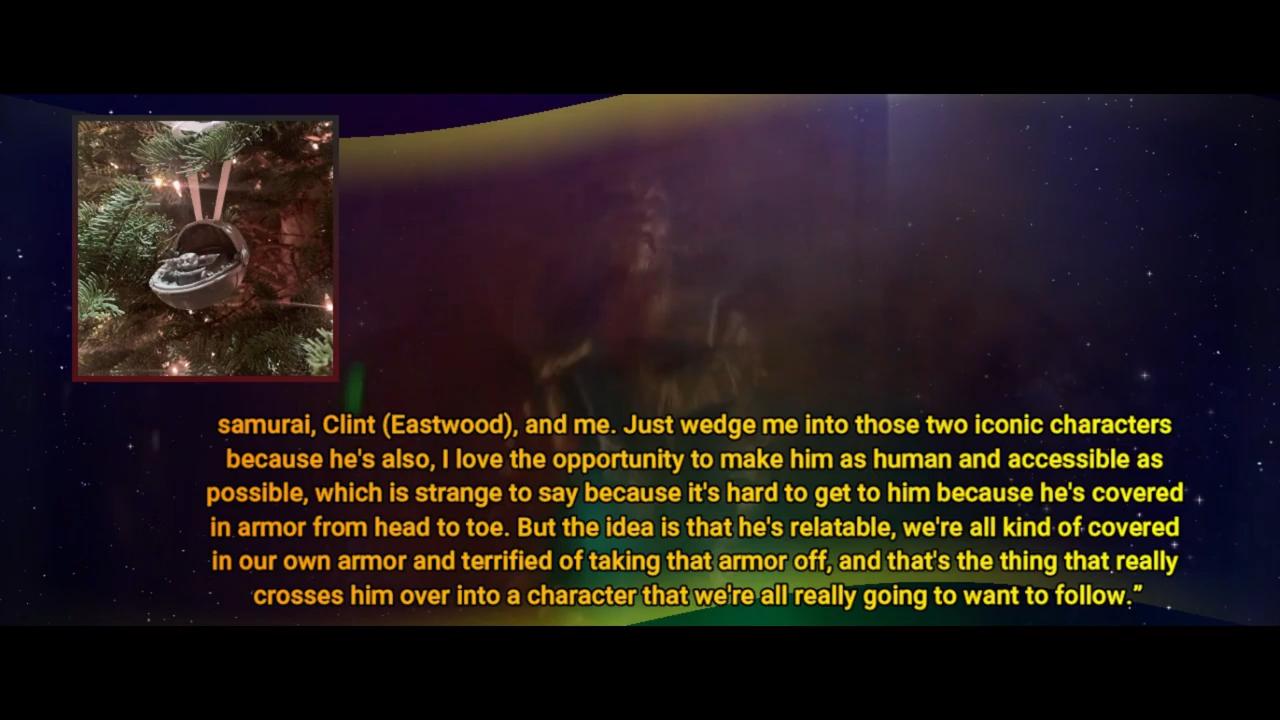 samurai, Clint (Eastwood), and me. Just wedge me into those two iconic characters
because he's also, I love the opportunity to make him as human and accessible as
possible, which is strange to say because it's hard to get to him because he's covered
in armor from head to toe. But the idea is that he's relatable, we're all kind of covered
in our own armor and terrified of taking that armor off, and that's the thing that really
crosses him over into a character that we're all really going to want to follow.”